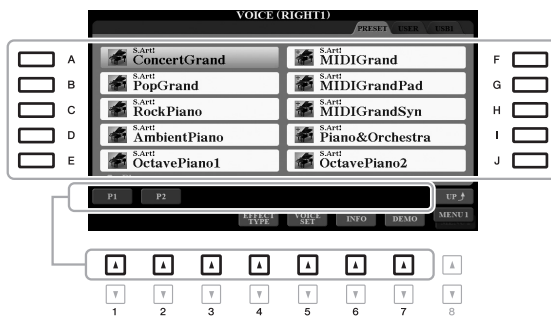 VOICE (RIGHT1)
PRESET USER USB1
A S.Art! ConcertGrand S.Art! MIDIGrand F
B S.Art! PopGrand S.Art! MIDIGrandPad G
C S.Art! RockPiano S.Art! MIDIGrandSyn H
D S.Art! AmbientPiano S.Art! Piano&Orchestra I
E S.Art! OctavePiano1 S.Art! OctavePiano2 J
P1 P2 UP
EFFECT TYPE VOICE SET INFO DEMO MENU 1
1 2 3 4 5 6 7 8